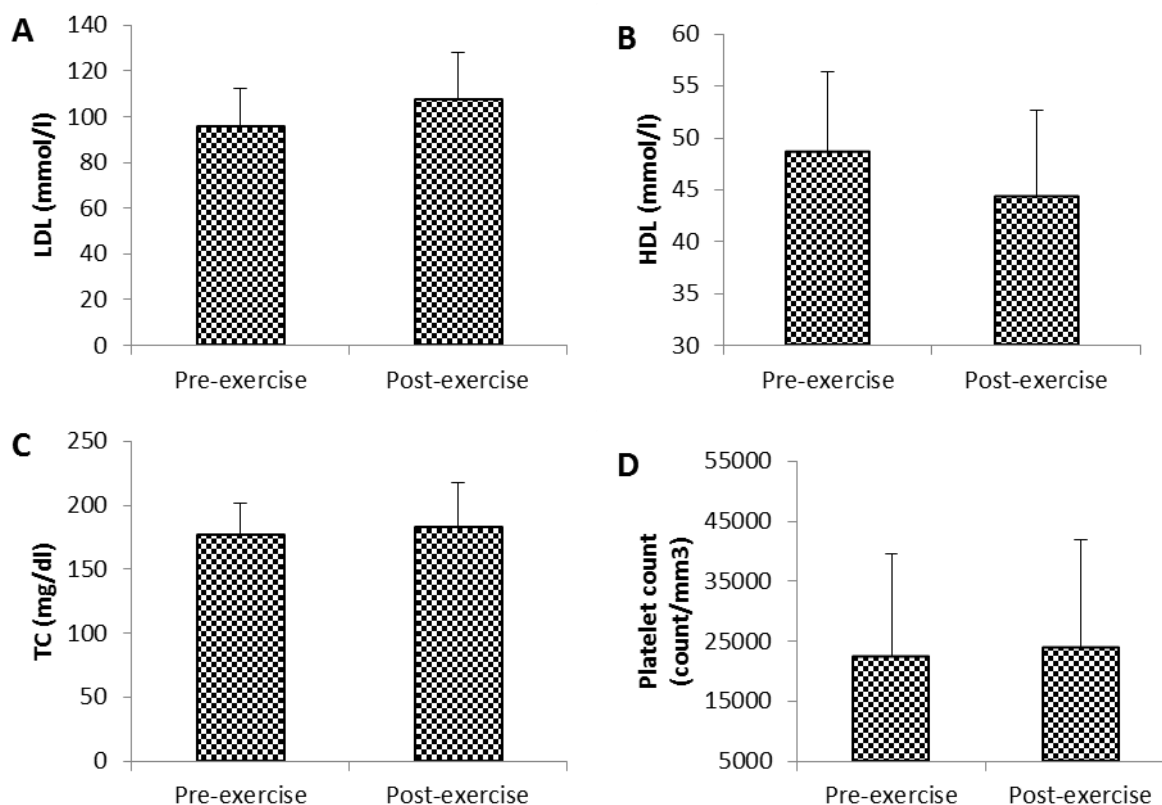 A
LDL (mmol/l)
140
120
100
80
60
40
20
0
Pre-exercise Post-exercise
B
HDL (mmol/l)
60
55
50
45
40
35
30
Pre-exercise Post-exercise
C
TC (mg/dl)
250
200
150
100
50
0
Pre-exercise Post-exercise
D
Platelet count
(count/mm3)
55000
45000
35000
25000
15000
5000
Pre-exercise Post-exercise